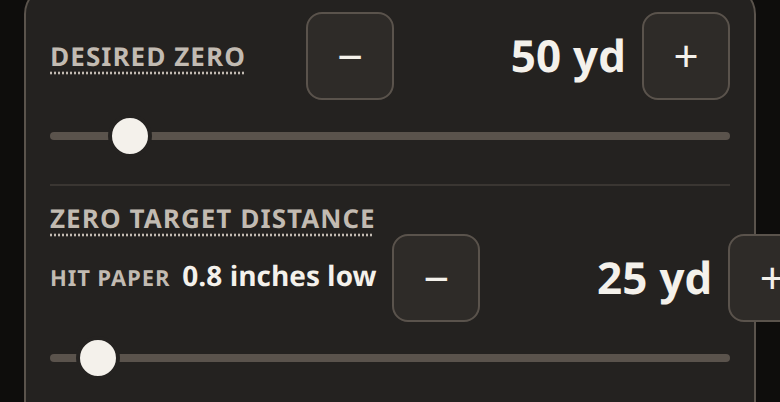 DESIRED ZERO − 50 yd +
ZERO TARGET DISTANCE
HIT PAPER 0.8 inches low − 25 yd +